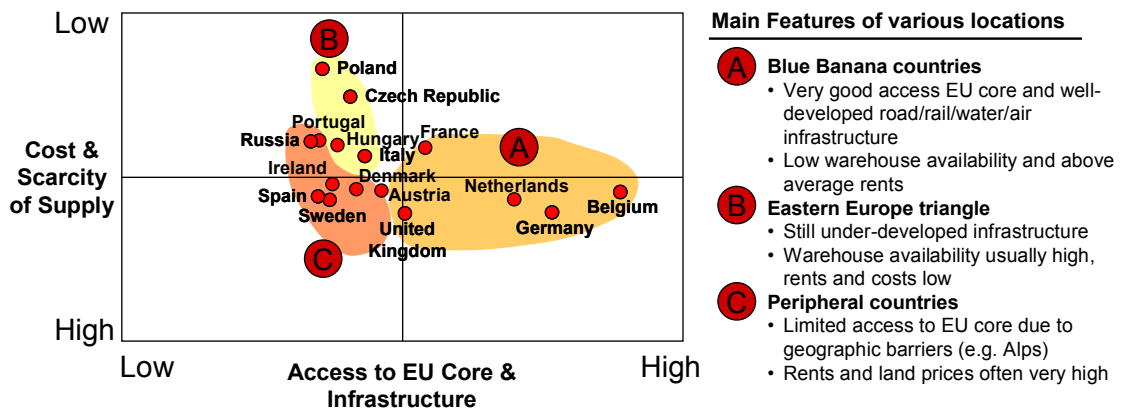 Low
High
Cost &
Scarcity
of Supply
Low
High
Access to EU Core &
Infrastructure
B
Poland
Czech Republic
Portugal
Russia
Hungary
Italy
France
A
Ireland
Denmark
Austria
Netherlands
Spain
Sweden
United
Kingdom
Germany
Belgium
C
Main Features of various locations
A
Blue Banana countries
• Very good access EU core and well-
developed road/rail/water/air
infrastructure
• Low warehouse availability and above
average rents
B
Eastern Europe triangle
• Still under-developed infrastructure
• Warehouse availability usually high,
rents and costs low
C
Peripheral countries
• Limited access to EU core due to
geographic barriers (e.g. Alps)
• Rents and land prices often very high